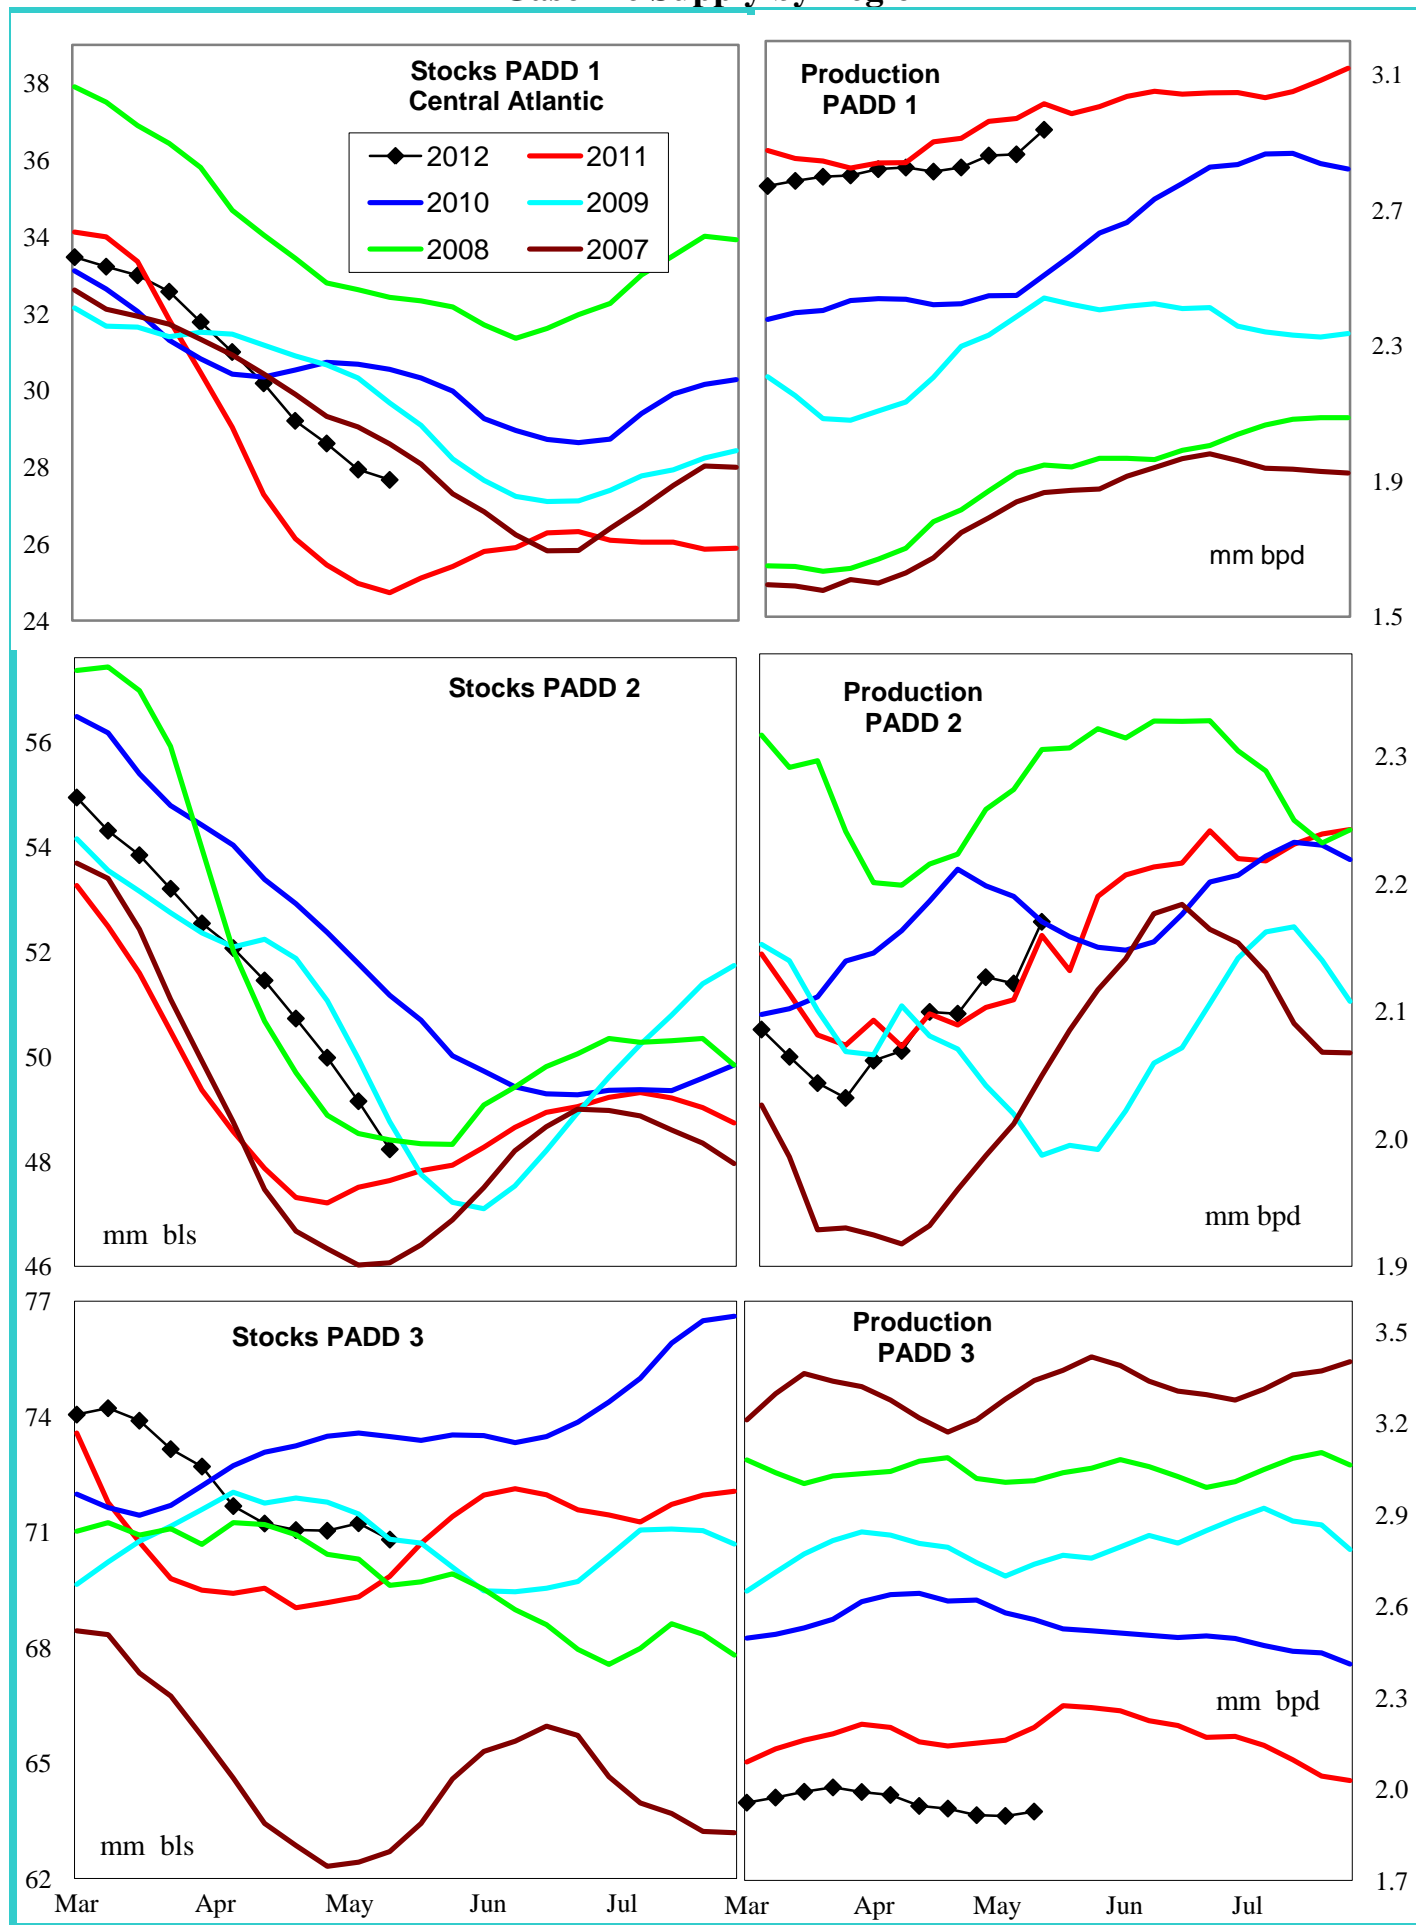 Stocks PADD 1
Central Atlantic
2012 2011
2010 2009
2008 2007
38
36
34
32
30
28
26
24
Production
PADD 1
mm bpd
3.1
2.7
2.3
1.9
1.5
Stocks PADD 2
mm bls
56
54
52
50
48
46
Production
PADD 2
mm bpd
2.3
2.2
2.1
2.0
1.9
Stocks PADD 3
mm bls
77
74
71
68
65
62
Mar Apr May Jun Jul
Production
PADD 3
mm bpd
3.5
3.2
2.9
2.6
2.3
2.0
1.7
Mar Apr May Jun Jul